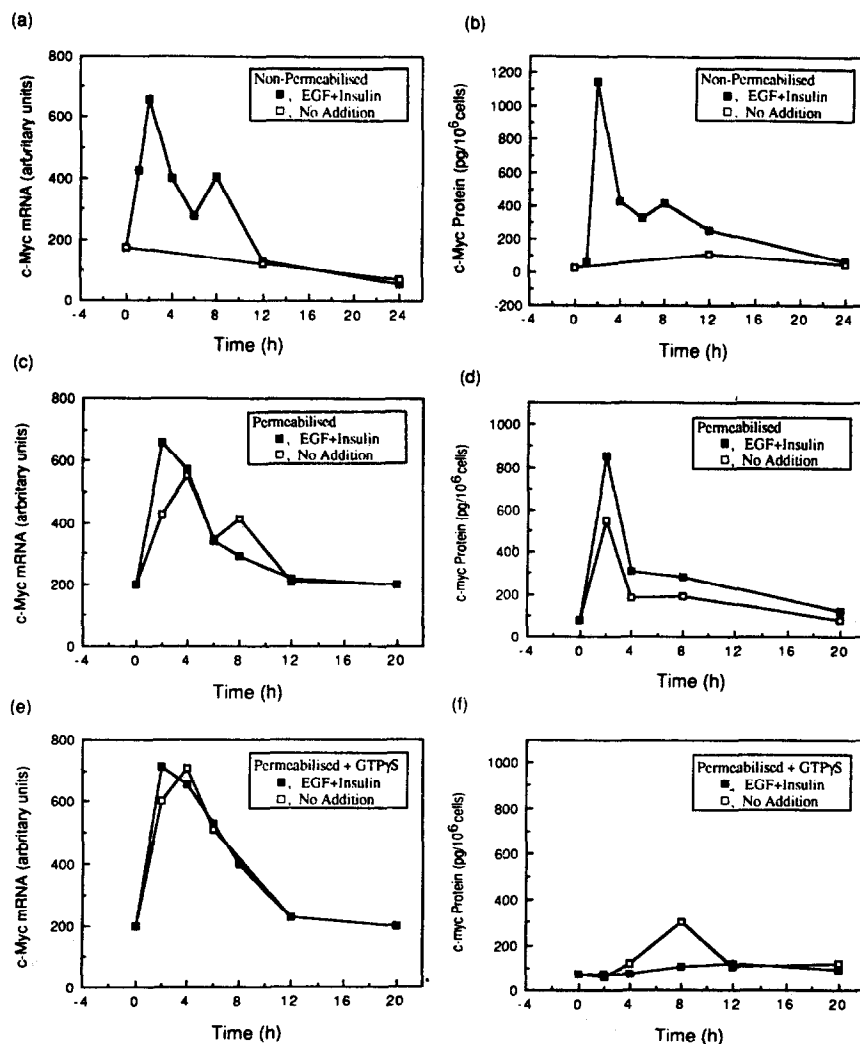 (a)
800
600
400
200
0
-4 0 4 8 12 16 20 24
c-Myc mRNA (arbritary units)
Time (h)
Non-Permeabilised
■, EGF+Insulin
□, No Addition
(b)
1200
1000
800
600
400
200
0
-200
-4 0 4 8 12 16 20 24
c-Myc Protein (pg/10⁶cells)
Time (h)
Non-Permeabilised
■, EGF+Insulin
□, No Addition
(c)
800
600
400
200
0
-4 0 4 8 12 16 20
c-Myc mRNA (arbritary units)
Time (h)
Permeabilised
■, EGF+Insulin
□, No Addition
(d)
1000
800
600
400
200
0
-4 0 4 8 12 16 20
c-myc Protein (pg/10⁶cells)
Time (h)
Permeabilised
■, EGF+Insulin
□, No Addition
(e)
800
600
400
200
0
-4 0 4 8 12 16 20
c-Myc mRNA (arbritary units)
Time (h)
Permeabilised + GTPγS
■, EGF+Insulin
□, No Addition
(f)
1000
800
600
400
200
0
-4 0 4 8 12 16 20
c-myc Protein (pg/10⁶cells)
Time (h)
Permeabilised + GTPγS
■, EGF+Insulin
□, No Addition